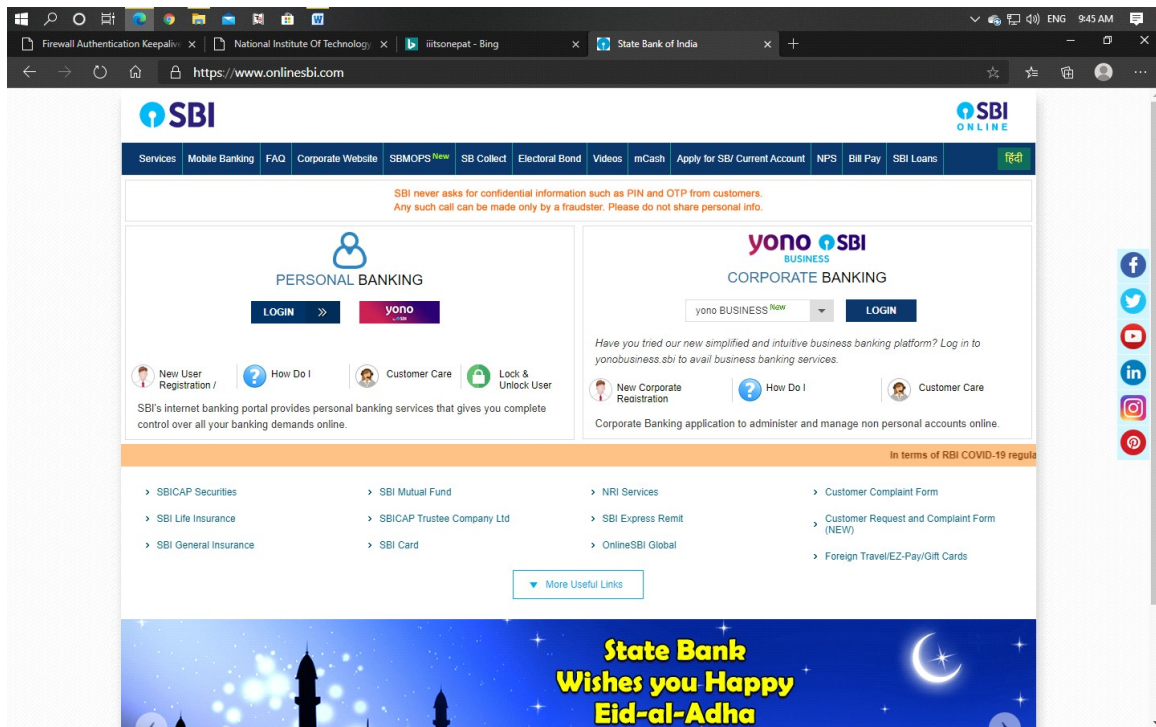 ENG 9:45 AM
Firewall Authentication Keepalive
National Institute Of Technology
iiitsonepat - Bing
State Bank of India
https://www.onlinesbi.com
SBI
SBI
ONLINE
Services Mobile Banking FAQ Corporate Website SBMOPS New SB Collect Electoral Bond Videos mCash Apply for SB/ Current Account NPS Bill Pay SBI Loans हिंदी
SBI never asks for confidential information such as PIN and OTP from customers.
Any such call can be made only by a fraudster. Please do not share personal info.
PERSONAL BANKING
LOGIN
yono
New User
Registration /
How Do I
Customer Care
Lock &
Unlock User
SBI's internet banking portal provides personal banking services that gives you complete
control over all your banking demands online.
yono SBI
BUSINESS
CORPORATE BANKING
yono BUSINESS New
LOGIN
Have you tried our new simplified and intuitive business banking platform? Log in to
yonobusiness.sbi to avail business banking services.
New Corporate
Registration
How Do I
Customer Care
Corporate Banking application to administer and manage non personal accounts online.
In terms of RBI COVID-19 regula
SBICAP Securities
SBI Life Insurance
SBI General Insurance
SBI Mutual Fund
SBICAP Trustee Company Ltd
SBI Card
NRI Services
SBI Express Remit
OnlineSBI Global
Customer Complaint Form
Customer Request and Complaint Form
(NEW)
Foreign Travel/EZ-Pay/Gift Cards
More Useful Links
State Bank
Wishes you Happy
Eid-al-Adha